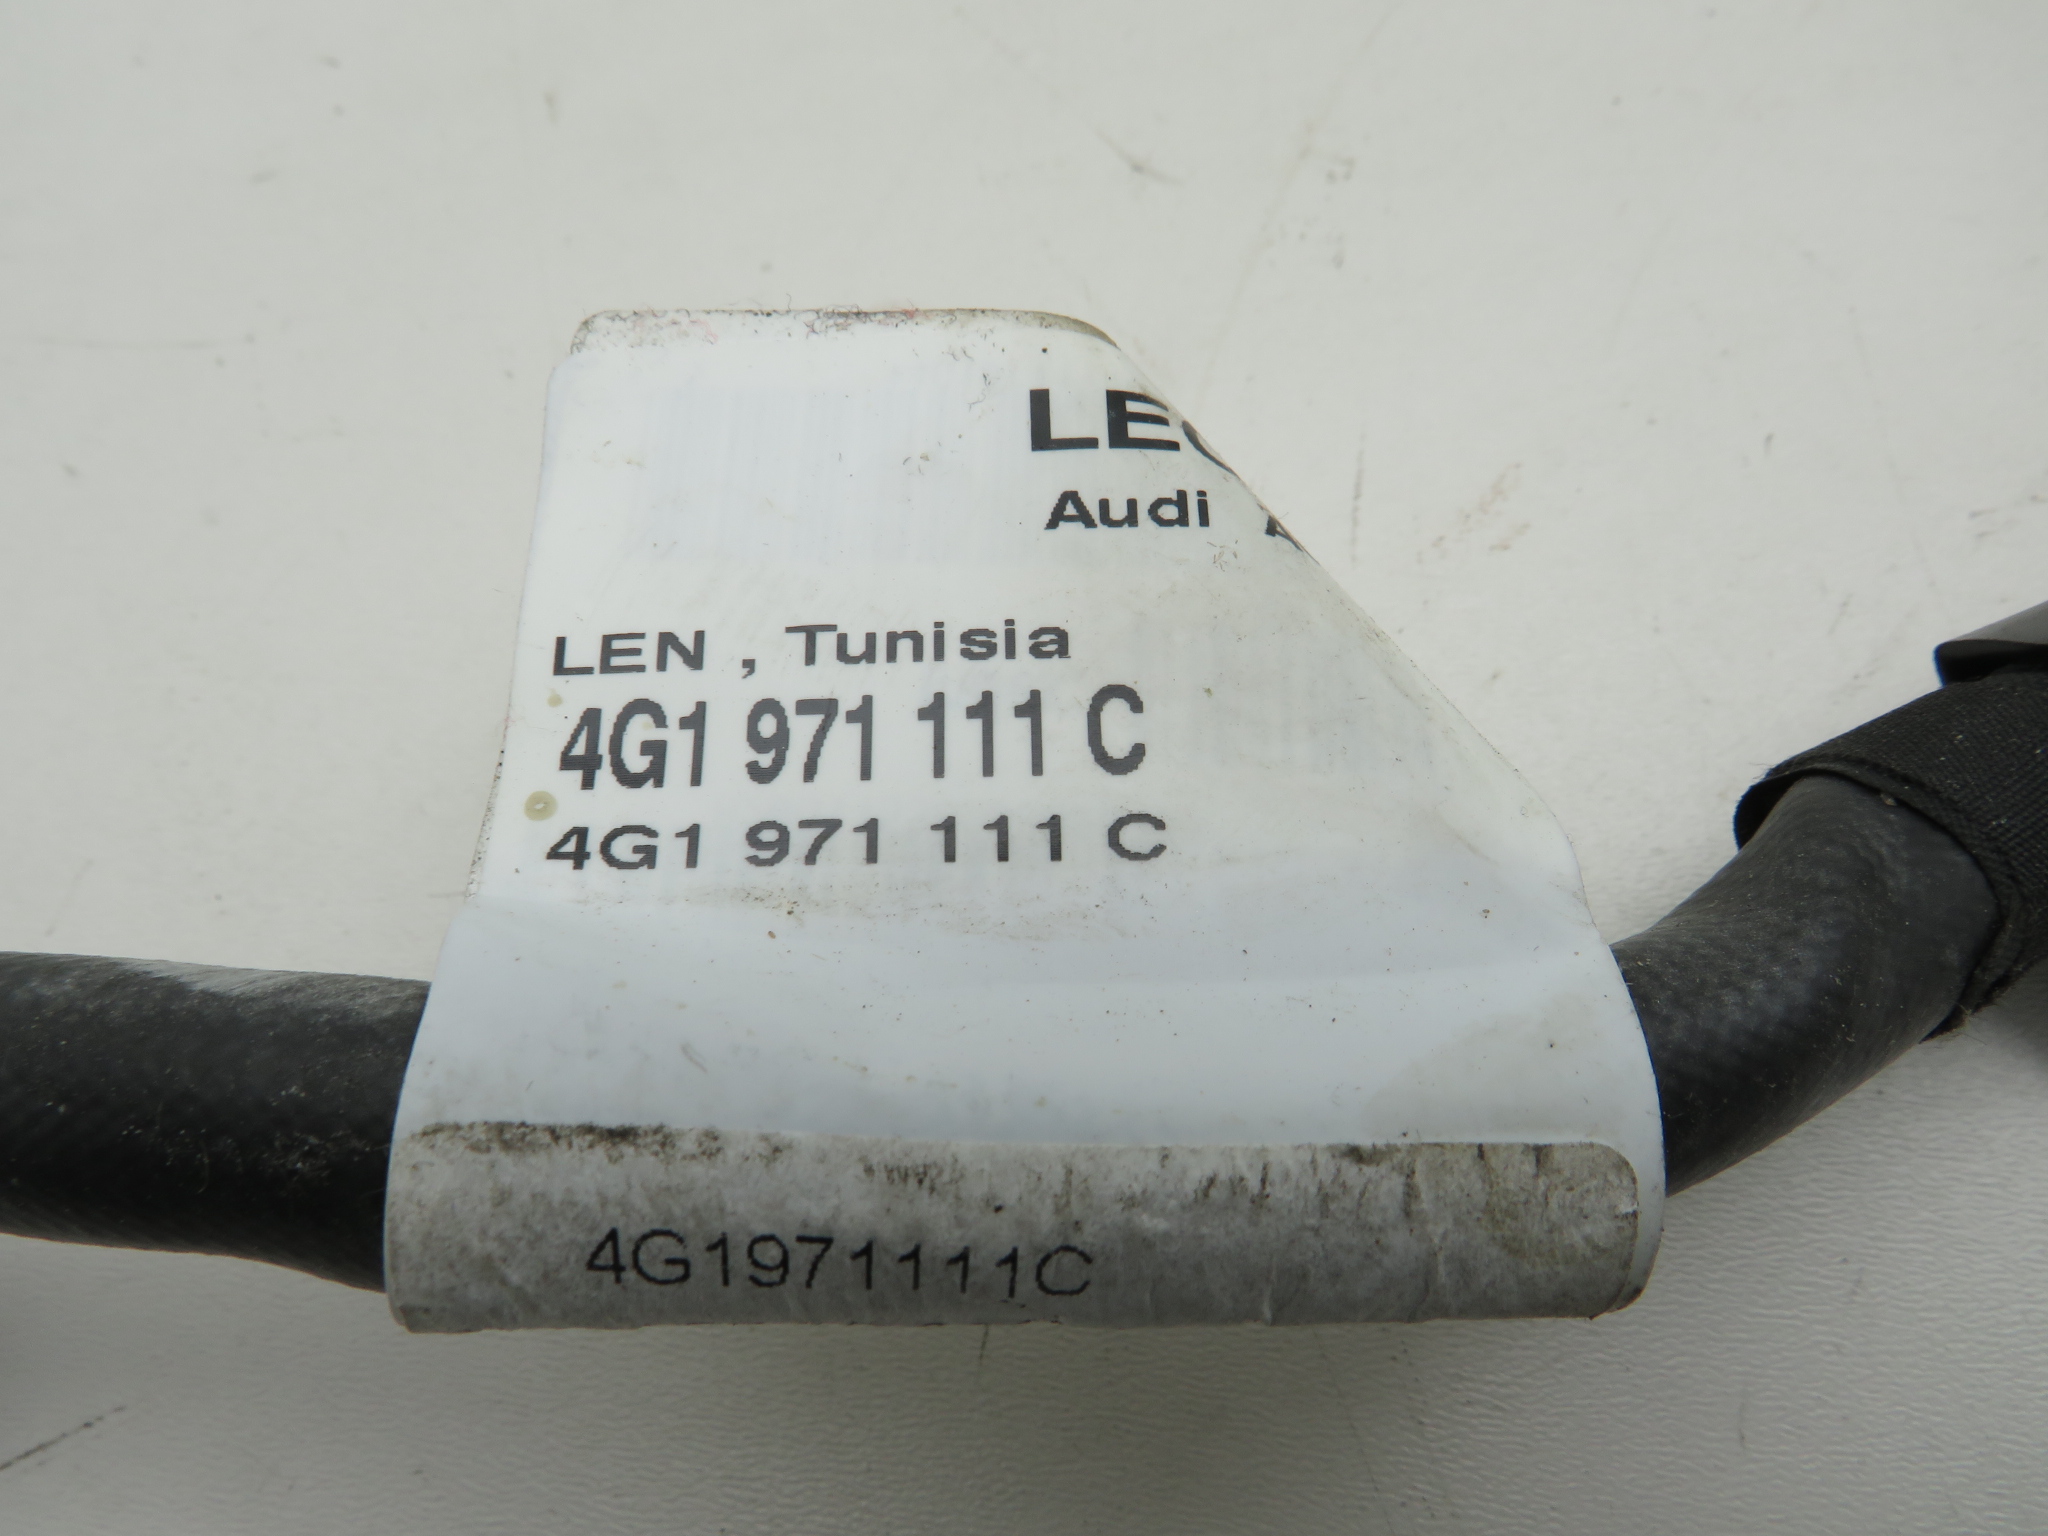 LE
Audi
LEN , Tunisia
4G1 971 111 C
4G1 971 111 C
4G1971111C